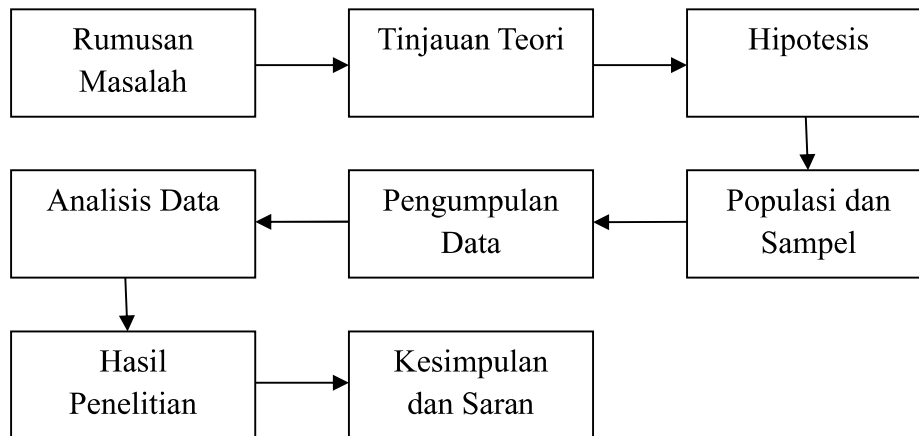 Rumusan
Masalah
Tinjauan Teori
Hipotesis
Populasi dan
Sampel
Pengumpulan
Data
Analisis Data
Hasil
Penelitian
Kesimpulan
dan Saran